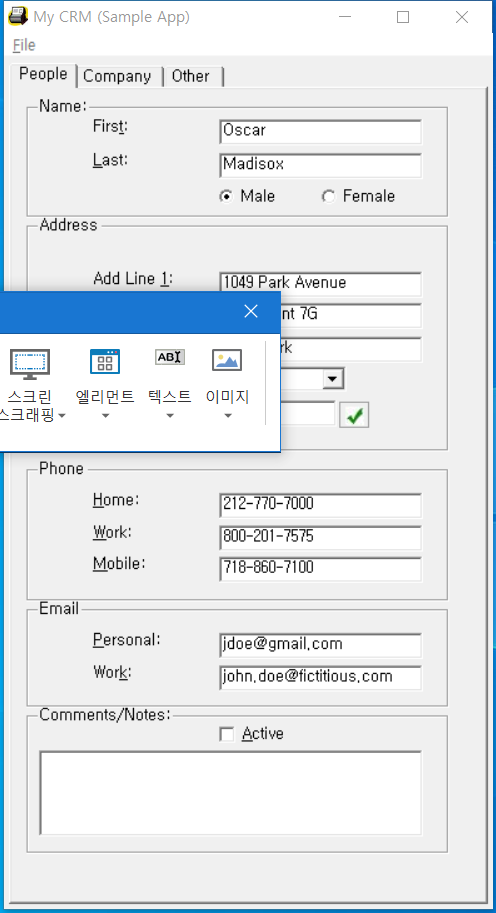 My CRM (Sample App)
File
People Company Other
Name:
First: Oscar
Last: Madisox
Male Female
Address
Add Line 1: 1049 Park Avenue
nt 7G
rk
스크린 스크래핑
엘리먼트
텍스트
이미지
ABI
Phone
Home: 212-770-7000
Work: 800-201-7575
Mobile: 718-860-7100
Email
Personal: jdoe@gmail.com
Work: john.doe@fictitious.com
Comments/Notes:
Active